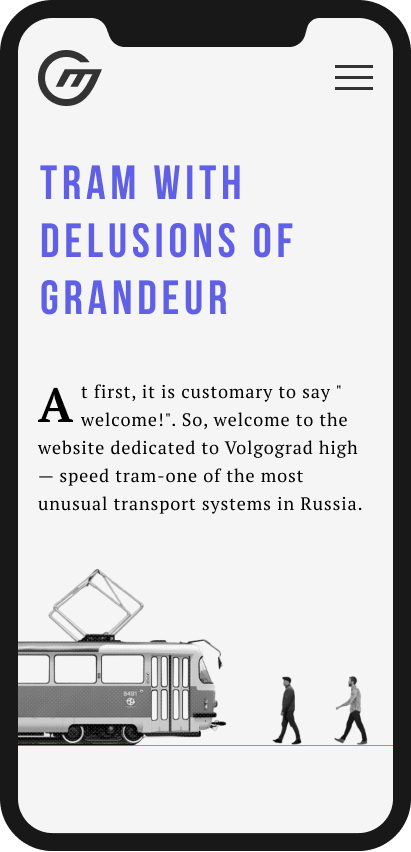 TRAM WITH
DELUSIONS OF
GRANDEUR
At first, it is customary to say "
welcome!". So, welcome to the
website dedicated to Volgograd high
— speed tram-one of the most
unusual transport systems in Russia.
8491